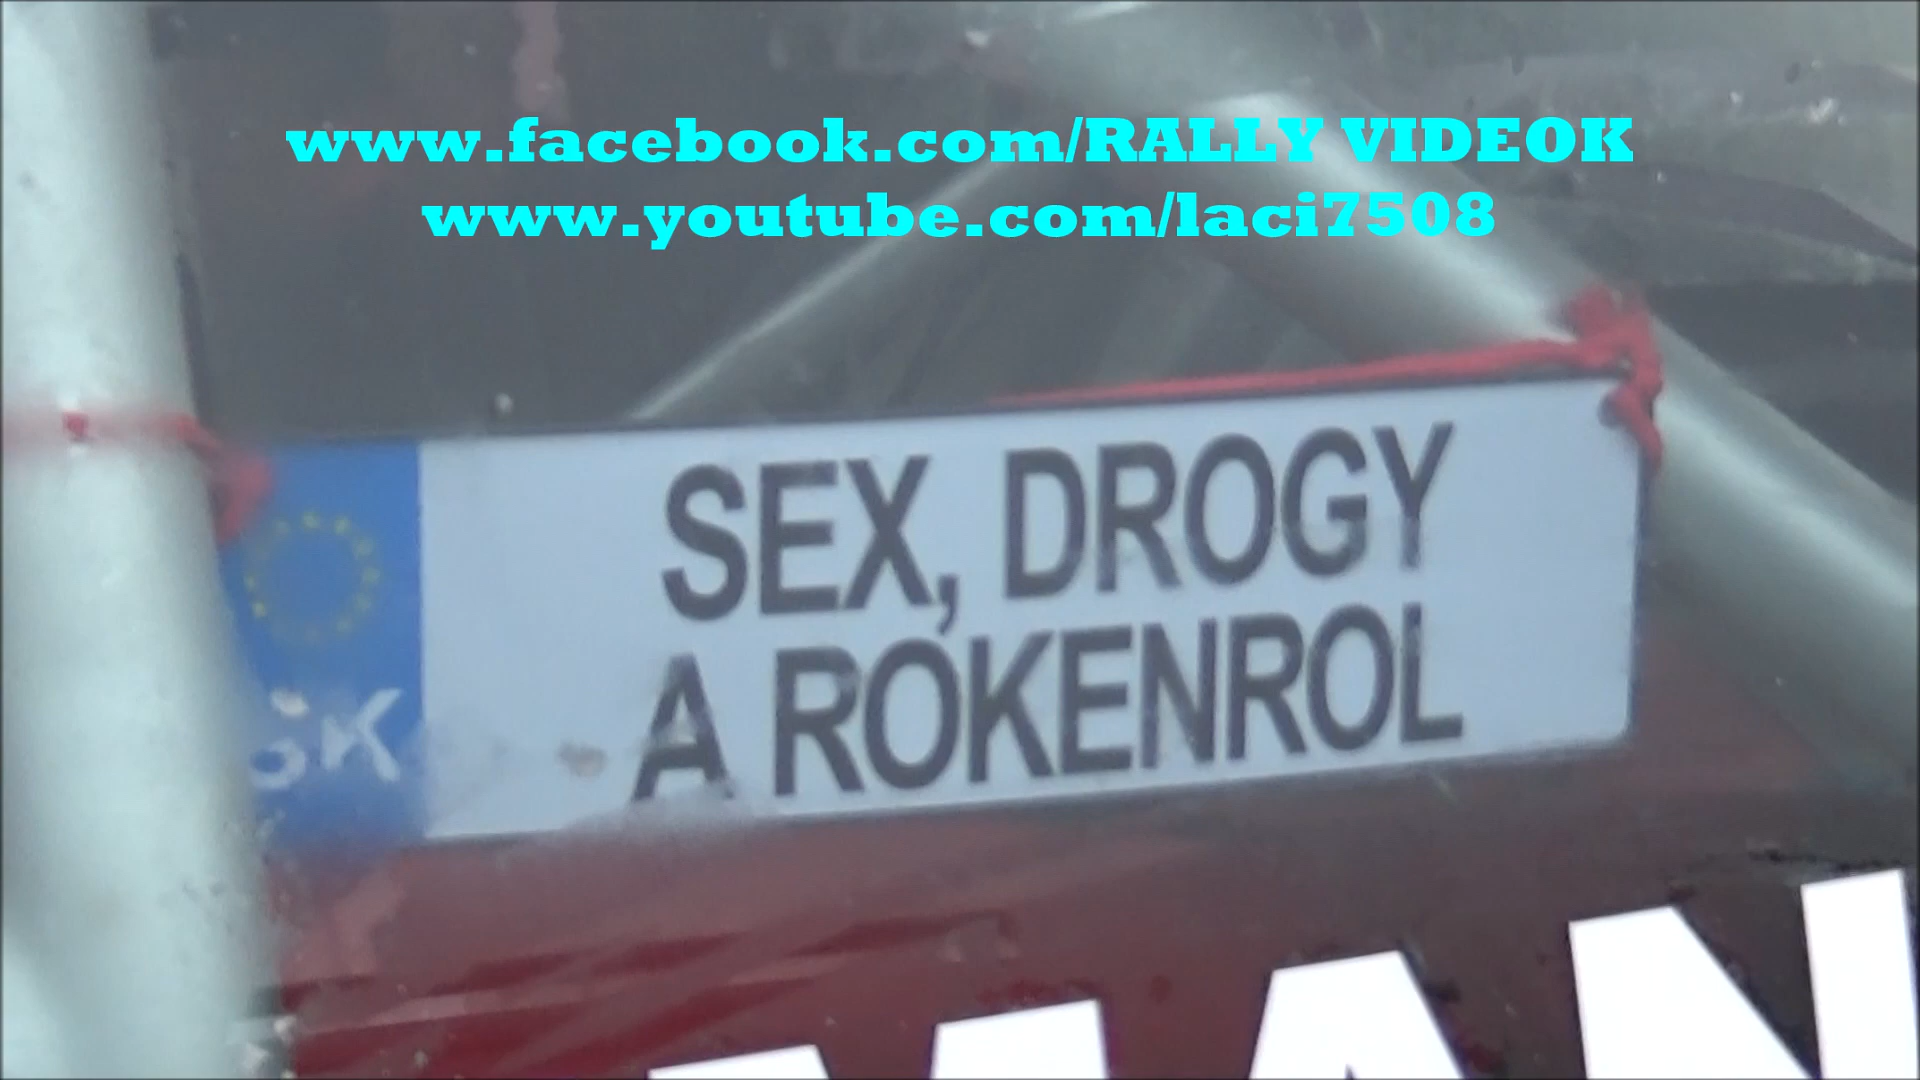 www.facebook.com/RALLY VIDEOK
www.youtube.com/laci7508
SEX, DROGY
A ROKENROL
SK